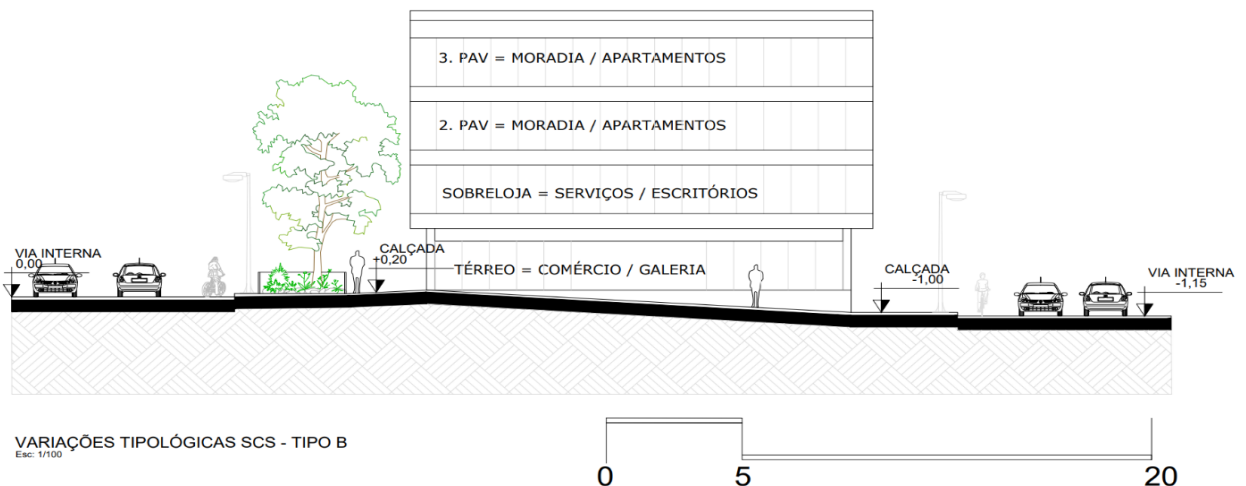 3. PAV = MORADIA / APARTAMENTOS
2. PAV = MORADIA / APARTAMENTOS
SOBRELOJA = SERVIÇOS / ESCRITÓRIOS
VIA INTERNA
0,00
CALÇADA
+0,20
TÉRREO = COMÉRCIO / GALERIA
CALÇADA
-1,00
VIA INTERNA
-1,15
VARIAÇÕES TIPOLÓGICAS SCS - TIPO B
Esc: 1/100
0 5 20